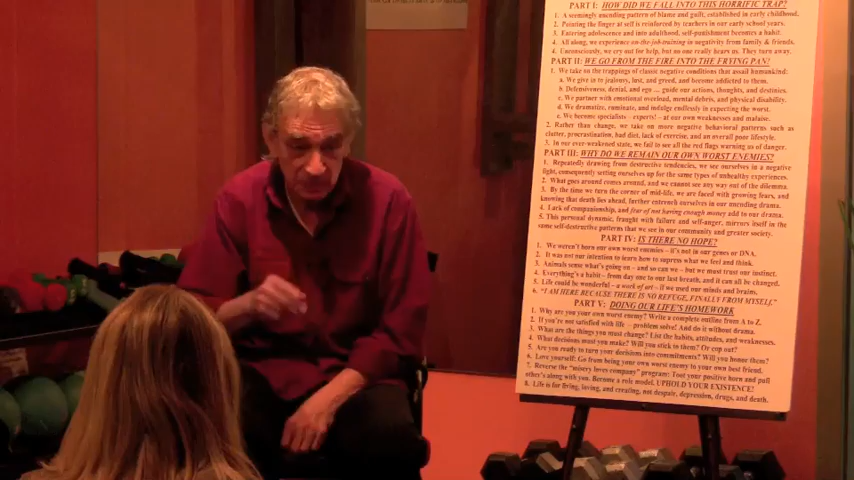 PART I: HOW DID WE FALL INTO THIS HORRIFIC TRAP?
1. A seemingly unending pattern of blame and guilt, established in early childhood.
2. Pointing the finger at self is reinforced by teachers in our early school years.
3. Entering adolescence and into adulthood, self-punishment becomes a habit.
4. All along, we experience on-the-job-training in negativity from family & friends.
5. Unconsciously, we cry out for help, but no one really hears us. They turn away.
PART II: WE GO FROM THE FIRE INTO THE FRYING PAN!
1. We take on the trappings of classic negative conditions that assail humankind:
a. We give in to jealousy, lust, and greed, and become addicted to them.
b. Defensiveness, denial, and ego ... guide our actions, thoughts, and destinies.
c. We partner with emotional overload, mental debris, and physical disability.
d. We dramatize, ruminate, and indulge endlessly in expecting the worst.
e. We become specialists – experts! – at our own weaknesses and malaise.
2. Rather than change, we take on more negative behavioral patterns such as
clutter, procrastination, bad diet, lack of exercise, and an overall poor lifestyle.
3. In our ever-weakened state, we fail to see all the red flags warning us of danger.
PART III: WHY DO WE REMAIN OUR OWN WORST ENEMIES?
1. Repeatedly drawing from destructive tendencies, we see ourselves in a negative
light, consequently setting ourselves up for the same types of unhealthy experiences.
2. What goes around comes around, and we cannot see any way out of the dilemma.
3. By the time we turn the corner of mid-life, we are faced with growing fears, and
knowing that death lies ahead, further entrench ourselves in our unending drama.
4. Lack of companionship, and fear of not having enough money add to our drama.
5. This personal dynamic, fraught with failure and self-anger, mirrors itself in the
same self-destructive patterns that we see in our community and greater society.
PART IV: IS THERE NO HOPE?
1. We weren't born our own worst enemies – it's not in our genes or DNA.
2. It was not our intention to learn how to suppress what we feel and think.
3. Animals sense what's going on – and so can we – but we must trust our instinct.
4. Everything's a habit – from day one to our last breath, and it can all be changed.
5. Life could be wonderful – a work of art – if we used our minds and brains.
6. "I AM HERE BECAUSE THERE IS NO REFUGE, FINALLY FROM MYSELF."
PART V: DOING OUR LIFE'S HOMEWORK
1. Why are you your own worst enemy? Write a complete outline from A to Z.
2. If you're not satisfied with life – problem solve! And do it without drama.
3. What are the things you must change? List the habits, attitudes, and weaknesses.
4. What decisions will you make? Will you stick to them? Or cop out?
5. Are you ready to turn your decisions into commitments? Will you honor them?
6. Love yourself: Go from being your own worst enemy to your own best friend.
7. Reverse the "misery loves company" program: Toot your positive horn and pull
other's along with you. Become a role model. UPHOLD YOUR EXISTENCE!
8. Life is for living, loving, and creating, not despair, depression, drugs, and death.